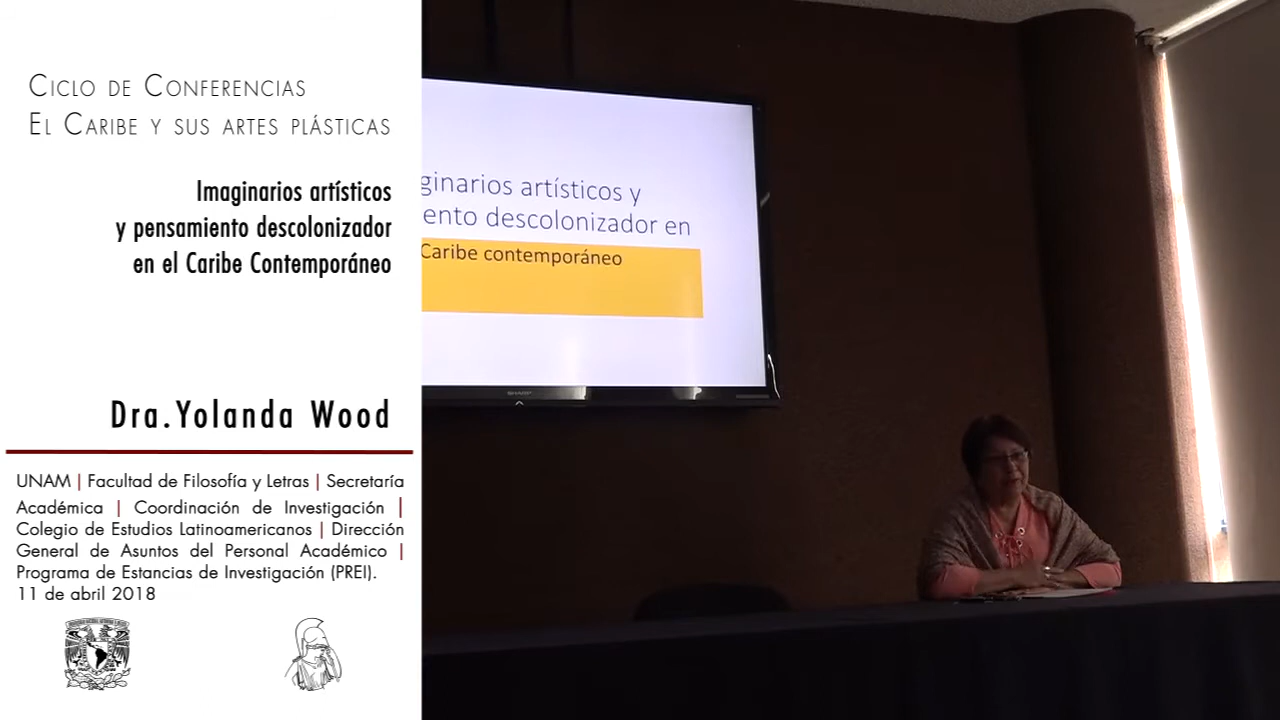 CICLO DE CONFERENCIAS
EL CARIBE Y SUS ARTES PLÁSTICAS
Imaginarios artísticos
y pensamiento descolonizador
en el Caribe Contemporáneo
Dra.Yolanda Wood
UNAM | Facultad de Filosofía y Letras | Secretaría
Académica | Coordinación de Investigación |
Colegio de Estudios Latinoamericanos | Dirección
General de Asuntos del Personal Académico |
Programa de Estancias de Investigación (PREI).
11 de abril 2018
ginarios artísticos y
ento descolonizador en
Caribe contemporáneo
SHARP